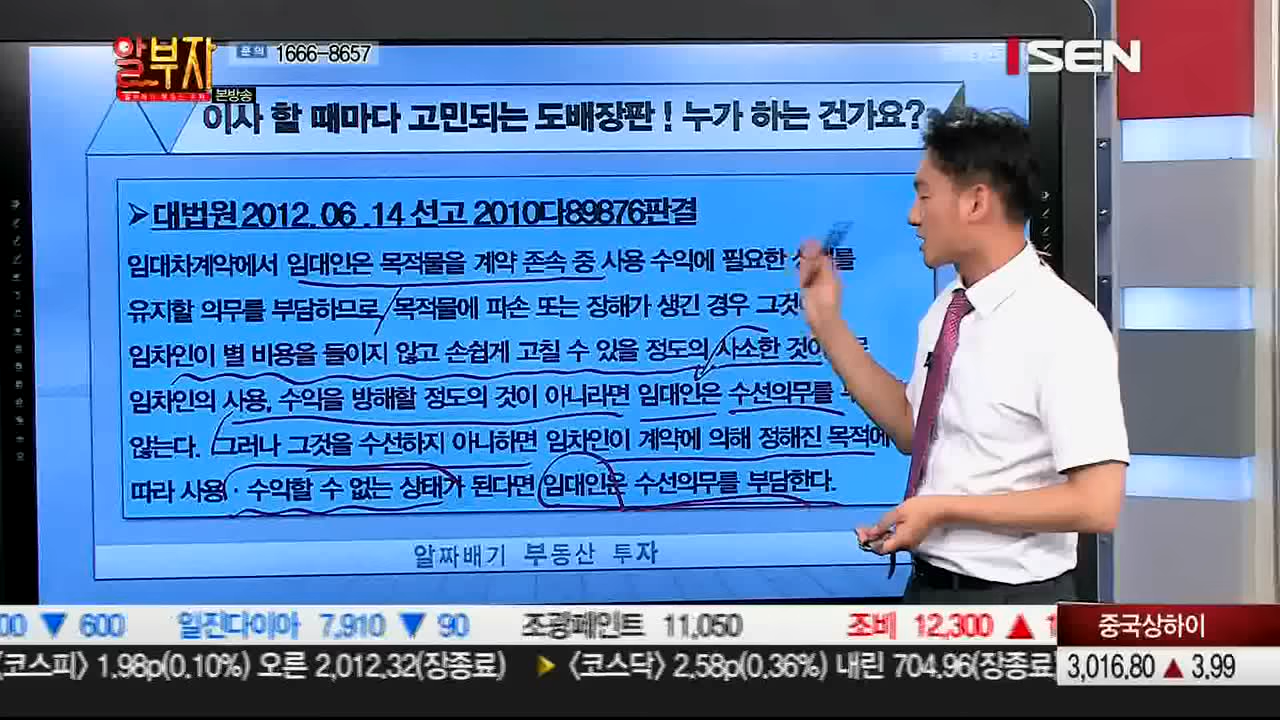 알부자
본방송
문의 1666-8657
SEN
이사 할 때마다 고민되는 도배장판 ! 누가 하는 건가요?
➢대법원 2012. 06 .14 선고 2010다89876판결
임대차계약에서 임대인은 목적물을 계약 존속 중 사용 수익에 필요한
유지할 의무를 부담하므로, 목적물에 파손 또는 장해가 생긴 경우
임차인이 별 비용을 들이지 않고 손쉽게 고칠 수 있을 정도의 사소한
임차인의 사용, 수익을 방해할 정도의 것이 아니라면 임대인은 수선의무를
않는다. 그러나 그것을 수선하지 아니하면 임차인이 계약에 의해 정해진 목적에
따라 사용 · 수익할 수 없는 상태가 된다면 임대인은 수선의무를 부담한다.
알짜배기 부동산 투자
00 ▼ 600 일진다이아 7,910 ▼ 90 조광페인트 11,050 조비 12,300 ▲ 1
중국상하이
〈코스피〉 1.98p(0.10%) 오른 2,012.32(장종료) ▶ 〈코스닥〉 2.58p(0.36%) 내린 704.96(장종료)
3,016.80 ▲ 3.99